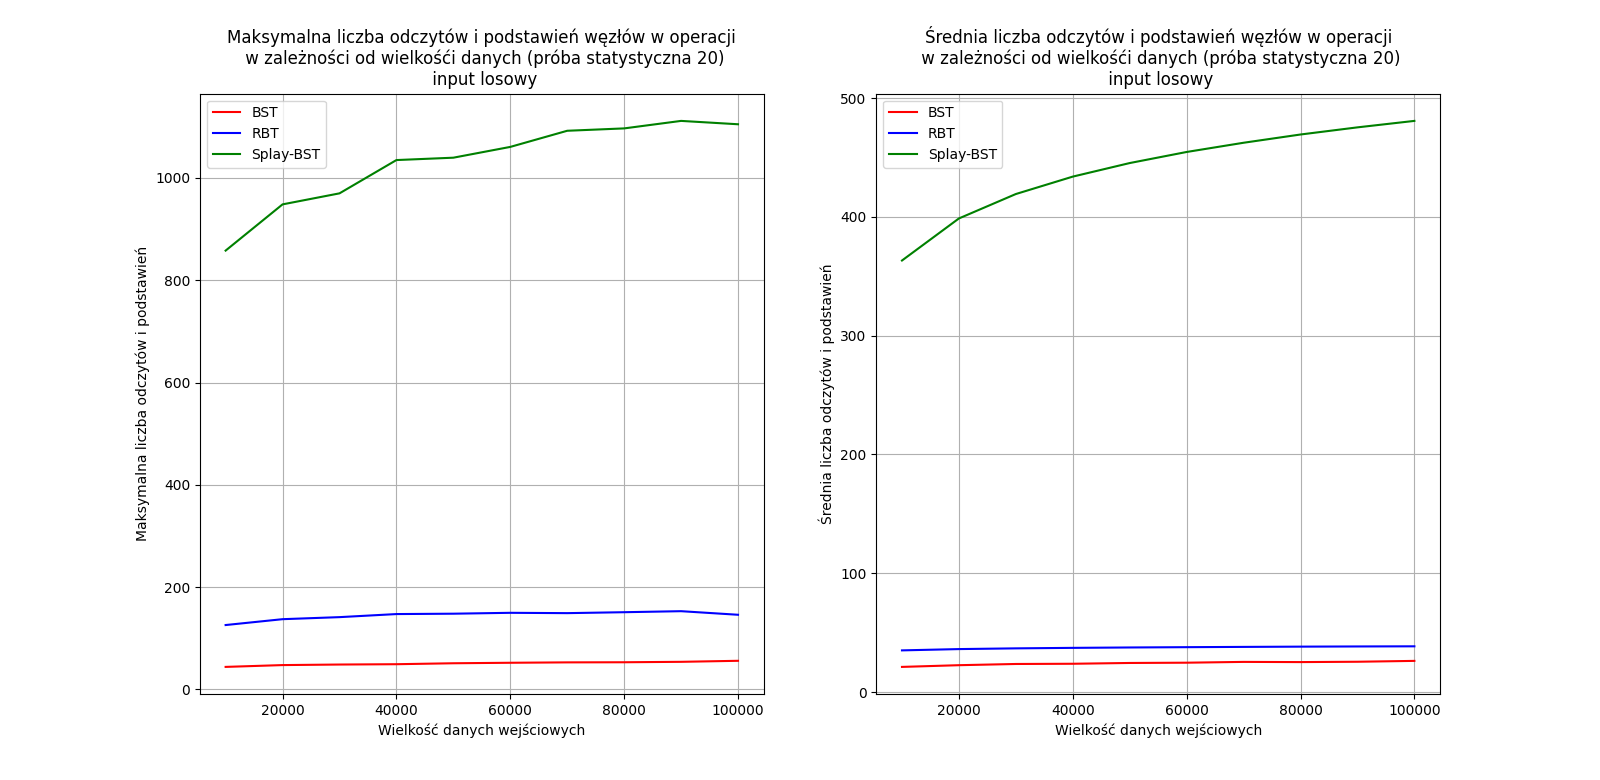 Maksymalna liczba odczytów i podstawień węzłów w operacji
w zależności od wielkośći danych (próba statystyczna 20)
input losowy
BST
RBT
Splay-BST
1000
800
600
400
200
0
Maksymalna liczba odczytów i podstawień
20000 40000 60000 80000 100000
Wielkość danych wejściowych
Średnia liczba odczytów i podstawień węzłów w operacji
w zależności od wielkośći danych (próba statystyczna 20)
input losowy
BST
RBT
Splay-BST
500
400
300
200
100
0
Średnia liczba odczytów i podstawień
20000 40000 60000 80000 100000
Wielkość danych wejściowych